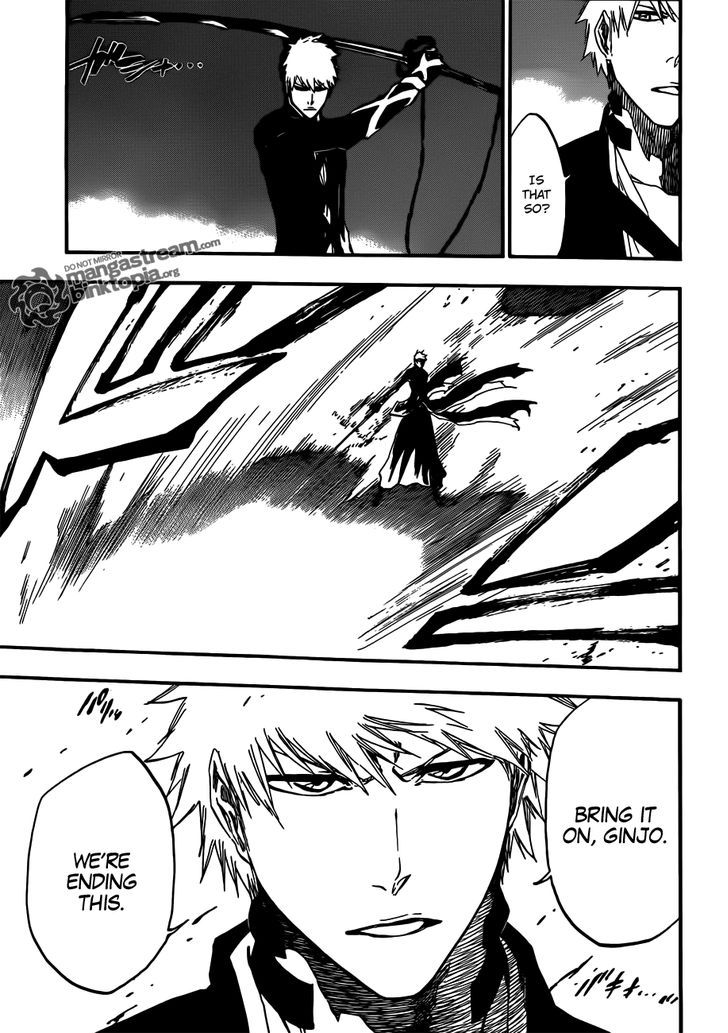 IS
THAT
SO?
DO NOT MIRROR
mangastream.com
binktopia.org
BRING IT
ON, GINJO.
WE'RE
ENDING
THIS.